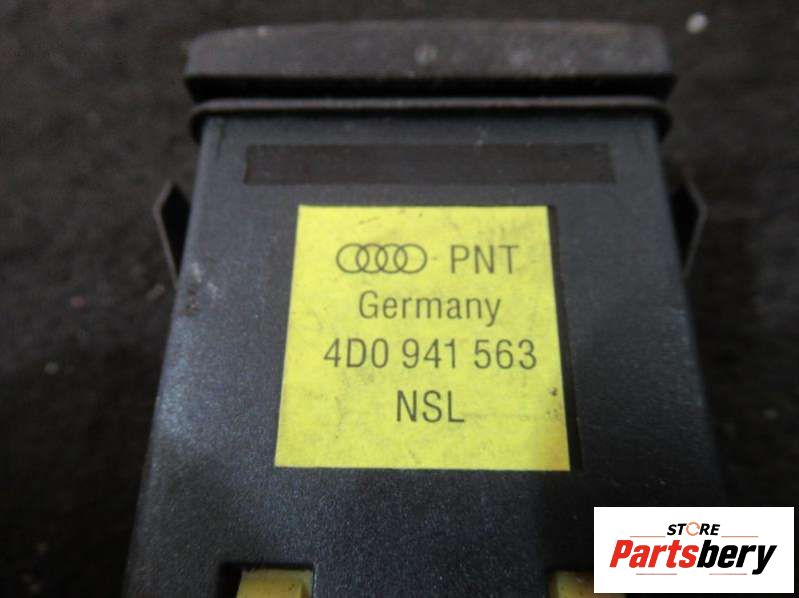 PNT
Germany
4D0 941 563
NSL
STORE
Partsbery